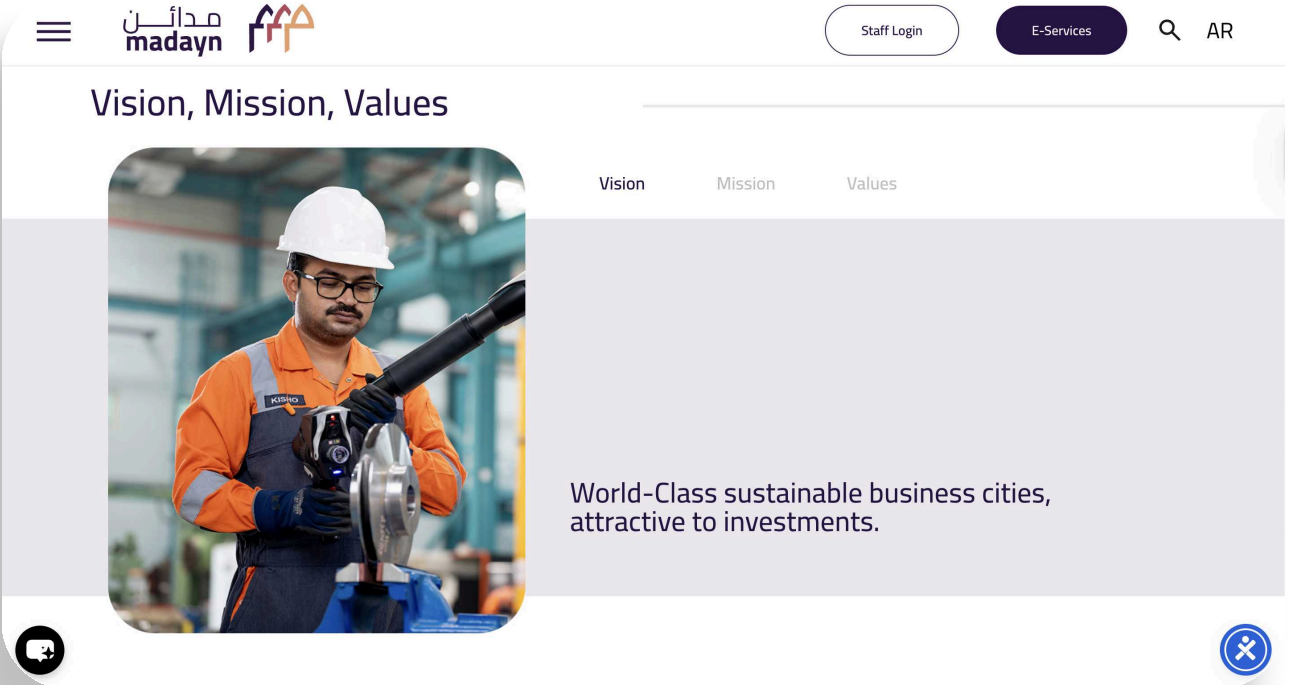 مدائن
madayn
Staff Login
E-Services
AR
Vision, Mission, Values
Vision
Mission
Values
KISHO
World-Class sustainable business cities,
attractive to investments.